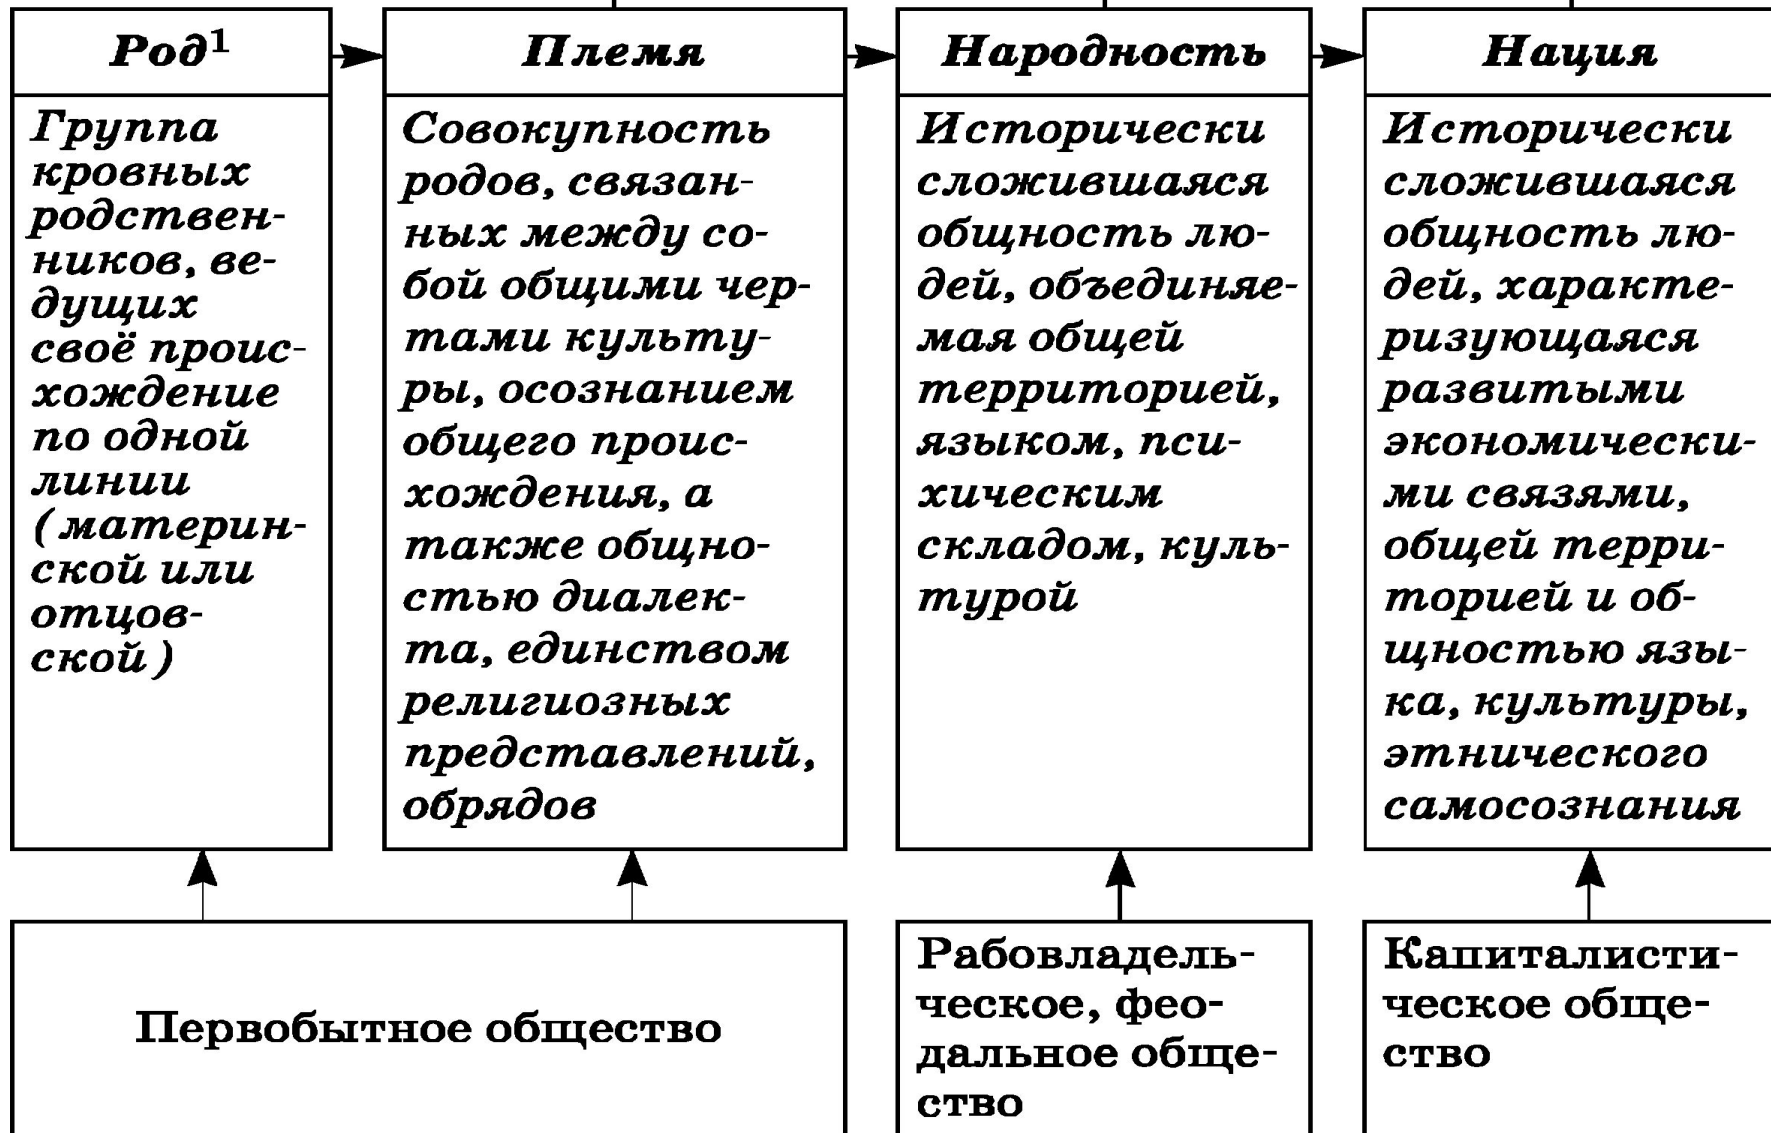 Род¹
Группа
кровных
родствен-
ников, ве-
дущих
своё проис-
хождение
по одной
линии
(материн-
ской или
отцов-
ской)
Племя
Совокупность
родов, связан-
ных между со-
бой общими чер-
тами культу-
ры, осознанием
общего проис-
хождения, а
также общно-
стью диалек-
та, единством
религиозных
представлений,
обрядов
Народность
Исторически
сложившаяся
общность лю-
дей, объединяе-
мая общей
территорией,
языком, пси-
хическим
складом, куль-
турой
Нация
Исторически
сложившаяся
общность лю-
дей, характе-
ризующаяся
развитыми
экономически-
ми связями,
общей терри-
торией и об-
щностью язы-
ка, культуры,
этнического
самосознания
Первобытное общество
Рабовладель-
ческое, фео-
дальное обще-
ство
Капиталисти-
ческое обще-
ство